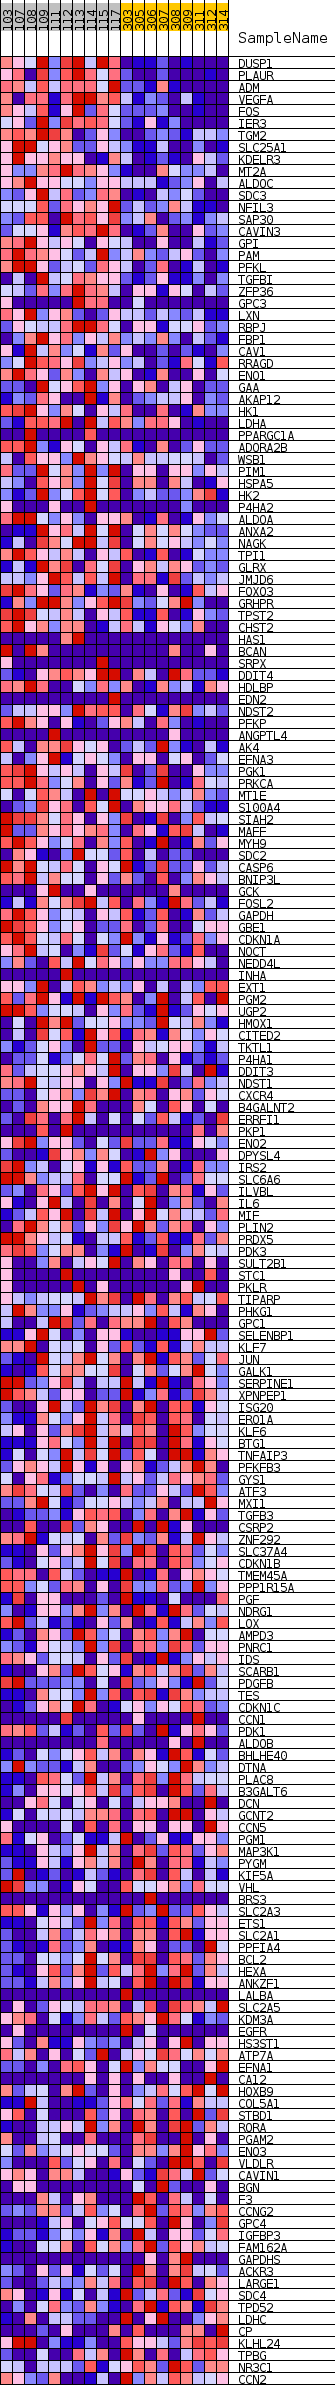 103 107 108 109 111 112 113 114 115 117 303 305 306 307 308 309 311 312 314
SampleName
DUSP1
PLAUR
ADM
VEGFA
FOS
IER3
TGM2
SLC25A1
KDELR3
MT2A
ALDOC
SDC3
NFIL3
SAP30
CAVIN3
GPI
PAM
PFKL
TGFBI
ZFP36
GPC3
LXN
RBPJ
FBP1
CAV1
RRAGD
ENO1
GAA
AKAP12
HK1
LDHA
PPARGC1A
ADORA2B
WSB1
PIM1
HSPA5
HK2
P4HA2
ALDOA
ANXA2
NAGK
TPI1
GLRX
JMJD6
FOXO3
GRHPR
TPST2
CHST2
HAS1
BCAN
SRPX
DDIT4
HDLBP
EDN2
NDST2
PFKP
ANGPTL4
AK4
EFNA3
PGK1
PRKCA
MT1E
S100A4
SIAH2
MAFF
MYH9
SDC2
CASP6
BNIP3L
GCK
FOSL2
GAPDH
GBE1
CDKN1A
NOCT
NEDD4L
INHA
EXT1
PGM2
UGP2
HMOX1
CITED2
TKTL1
P4HA1
DDIT3
NDST1
CXCR4
B4GALNT2
ERRFI1
PKP1
ENO2
DPYSL4
IRS2
SLC6A6
ILVBL
IL6
MIF
PLIN2
PRDX5
PDK3
SULT2B1
STC1
PKLR
TIPARP
PHKG1
GPC1
SELENBP1
KLF7
JUN
GALK1
SERPINE1
XPNPEP1
ISG20
ERO1A
KLF6
BTG1
TNFAIP3
PFKFB3
GYS1
ATF3
MXI1
TGFB3
CSRP2
ZNF292
SLC37A4
CDKN1B
TMEM45A
PPP1R15A
PGF
NDRG1
LOX
AMPD3
PNRC1
IDS
SCARB1
PDGFB
TES
CDKN1C
CCN1
PDK1
ALDOB
BHLHE40
DTNA
PLAC8
B3GALT6
DCN
GCNT2
CCN5
PGM1
MAP3K1
PYGM
KIF5A
VHL
BRS3
SLC2A3
ETS1
SLC2A1
PPFIA4
BCL2
HEXA
ANKZF1
LALBA
SLC2A5
KDM3A
EGFR
HS3ST1
ATP7A
EFNA1
CA12
HOXB9
COL5A1
STBD1
RORA
PGAM2
ENO3
VLDLR
CAVIN1
BGN
F3
CCNG2
GPC4
IGFBP3
FAM162A
GAPDHS
ACKR3
LARGE1
SDC4
TPD52
LDHC
CP
KLHL24
TPBG
NR3C1
CCN2